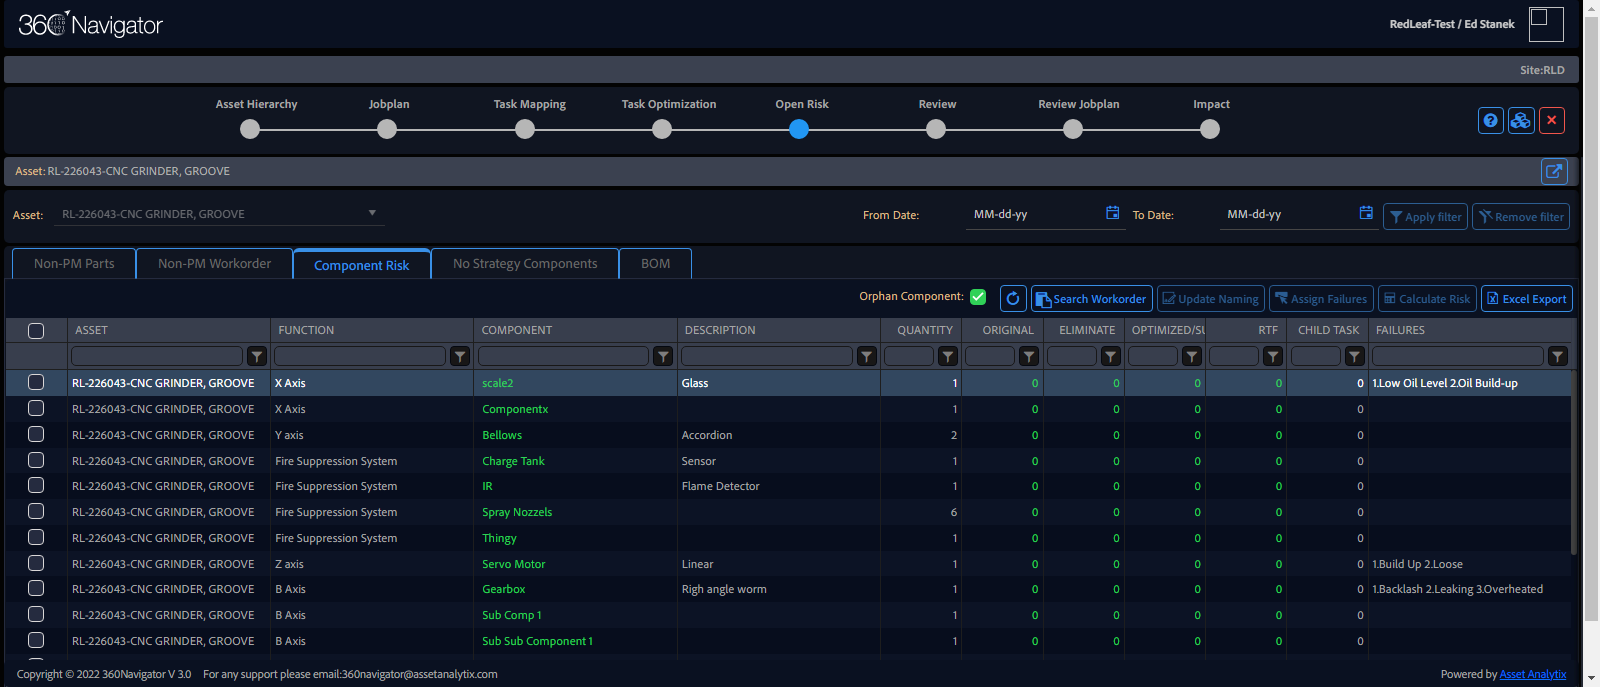 360 Navigator
RedLeaf-Test / Ed Stanek
Site:RLD
Asset Hierarchy Jobplan Task Mapping Task Optimization Open Risk Review Review Jobplan Impact
Asset: RL-226043-CNC GRINDER, GROOVE
Asset: RL-226043-CNC GRINDER, GROOVE From Date: MM-dd-yy To Date: MM-dd-yy Apply filter Remove filter
Non-PM Parts Non-PM Workorder Component Risk No Strategy Components BOM
Orphan Component: Search Workorder Update Naming Assign Failures Calculate Risk Excel Export
ASSET FUNCTION COMPONENT DESCRIPTION QUANTITY ORIGINAL ELIMINATE OPTIMIZED/SU RTF CHILD TASK FAILURES
RL-226043-CNC GRINDER, GROOVE X Axis scale2 Glass 1 0 0 0 0 0 1.Low Oil Level 2.Oil Build-up
RL-226043-CNC GRINDER, GROOVE X Axis Componentx 1 0 0 0 0 0
RL-226043-CNC GRINDER, GROOVE Y axis Bellows Accordion 2 0 0 0 0 0
RL-226043-CNC GRINDER, GROOVE Fire Suppression System Charge Tank Sensor 1 0 0 0 0 0
RL-226043-CNC GRINDER, GROOVE Fire Suppression System IR Flame Detector 1 0 0 0 0 0
RL-226043-CNC GRINDER, GROOVE Fire Suppression System Spray Nozzels 6 0 0 0 0 0
RL-226043-CNC GRINDER, GROOVE Fire Suppression System Thingy 1 0 0 0 0 0
RL-226043-CNC GRINDER, GROOVE Z axis Servo Motor Linear 1 0 0 0 0 0 1.Build Up 2.Loose
RL-226043-CNC GRINDER, GROOVE B Axis Gearbox Righ angle worm 1 0 0 0 0 0 1.Backlash 2.Leaking 3.Overheated
RL-226043-CNC GRINDER, GROOVE B Axis Sub Comp 1 1 0 0 0 0 0
RL-226043-CNC GRINDER, GROOVE B Axis Sub Sub Component 1 1 0 0 0 0 0
Copyright © 2022 360Navigator V 3.0 For any support please email:360navigator@assetanalytix.com Powered by Asset Analytix